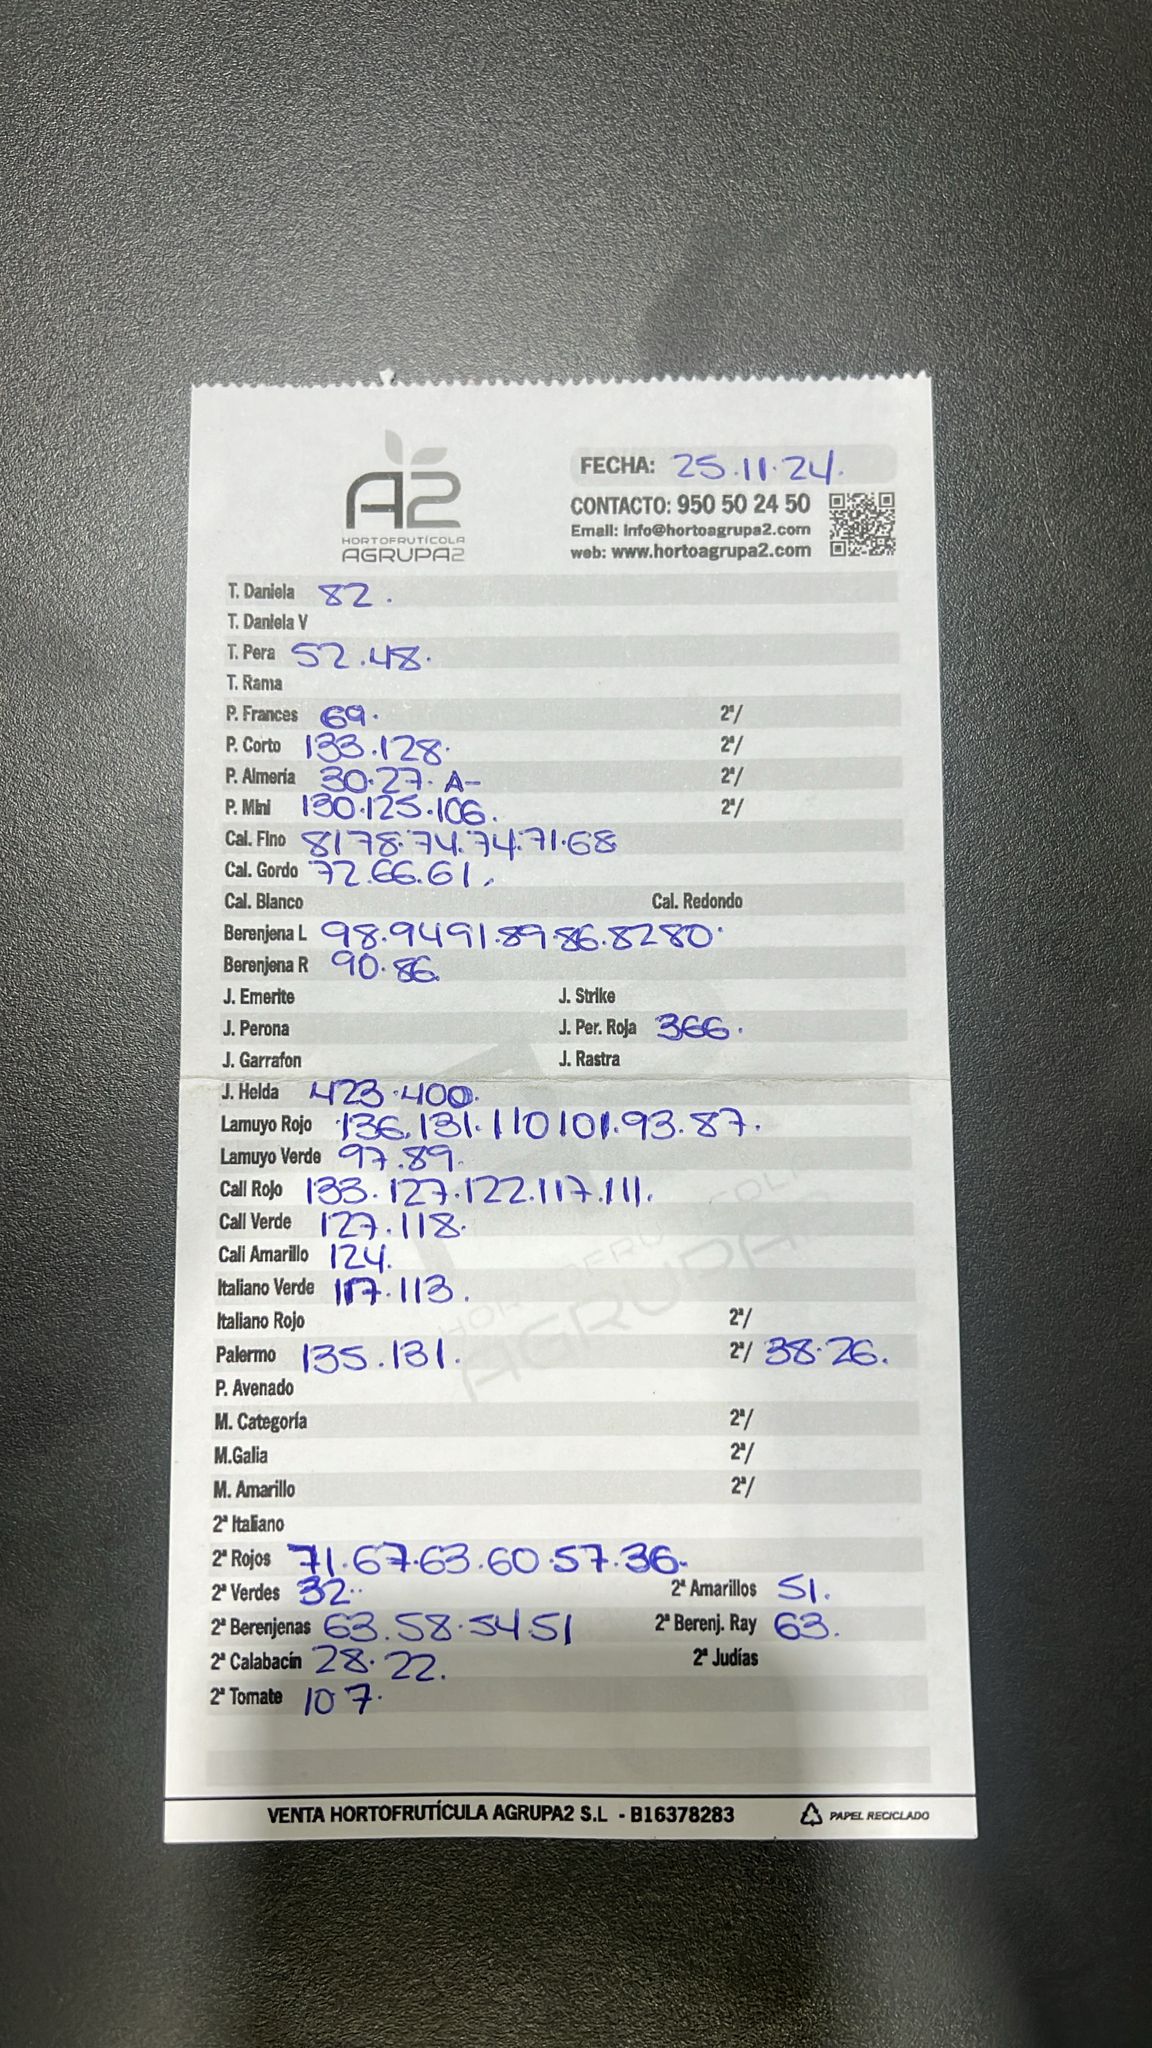 A2
HORTOFRUTÍCOLA
AGRUPA2
FECHA: 25.11.24.
CONTACTO: 950 50 24 50
Email: info@hortoagrupa2.com
web: www.hortoagrupa2.com
T. Daniela 82.
T. Daniela V
T. Pera 52.48.
T. Rama
P. Frances 69. 2ª/
P. Corto 133.128. 2ª/
P. Almería 30.27. A- 2ª/
P. Mini 130.125.106. 2ª/
Cal. Fino 81 78.74.74.71.68
Cal. Gordo 72.66.61.
Cal. Blanco Cal. Redondo
Berenjena L 98.94 91.89.86.82 80.
Berenjena R 90.86.
J. Emerite J. Strike
J. Perona J. Per. Roja 366.
J. Garrafon J. Rastra
J. Helda 423.400.
Lamuyo Rojo 136.131.110 101.93.87.
Lamuyo Verde 97.89.
Cali Rojo 133.127.122.117.111.
Cali Verde 127.118.
Cali Amarillo 124.
Italiano Verde 117.113.
Italiano Rojo 2ª/
Palermo 135.131. 2ª/ 38.26.
P. Avenado
M. Categoría 2ª/
M.Galia 2ª/
M. Amarillo 2ª/
2ª Italiano
2ª Rojos 71.67.63.60.57.36.
2ª Verdes 32.. 2ª Amarillos 51.
2ª Berenjenas 63.58.54.51 2ª Berenj. Ray 63.
2ª Calabacín 28.22. 2ª Judías
2ª Tomate 107.
VENTA HORTOFRUTÍCULA AGRUPA2 S.L - B16378283 PAPEL RECICLADO